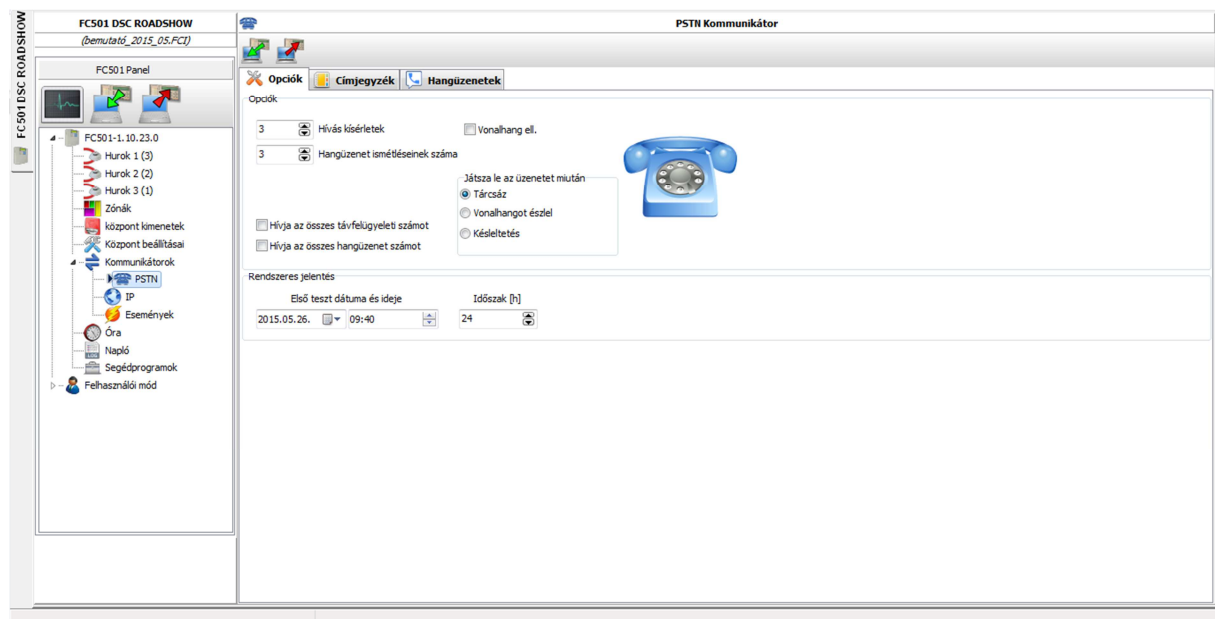 FC501 DSC ROADSHOW
FC501 DSC ROADSHOW
(bemutató_2015_05.FCI)
FC501 Panel
FC501-1.10.23.0
Hurok 1 (3)
Hurok 2 (2)
Hurok 3 (1)
Zónák
központ kimenetek
Központ beállításai
Kommunikátorok
PSTN
IP
Események
Óra
LOG
Napló
Segédprogramok
Felhasználói mód
PSTN Kommunikátor
Opciók
Címjegyzék
Hangüzenetek
Opciók
3 Hívás kísérletek
Vonalhang ell.
3 Hangüzenet ismétléseinek száma
Játsza le az üzenetet miután
Tárcsáz
Vonalhangot észlel
Késleltetés
Hívja az összes távfelügyeleti számot
Hívja az összes hangüzenet számot
Rendszeres jelentés
Első teszt dátuma és ideje
Időszak [h]
2015.05.26. 09:40 24